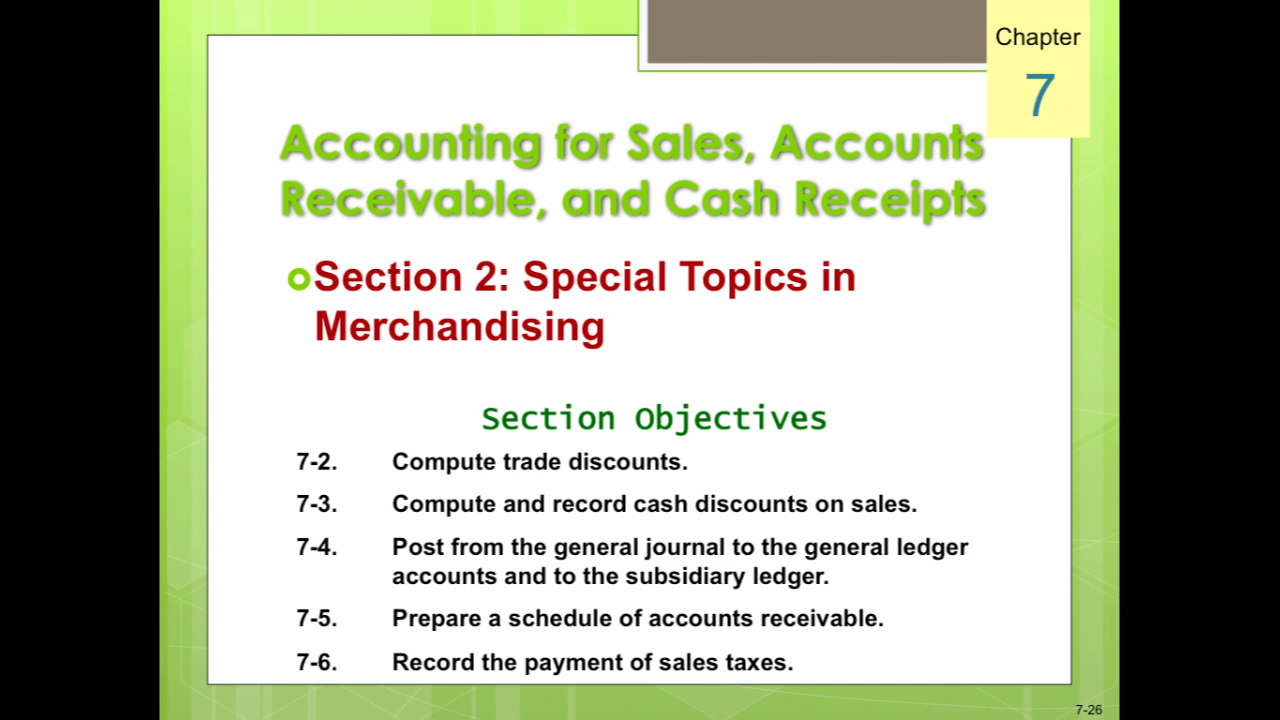 Chapter
7
Accounting for Sales, Accounts
Receivable, and Cash Receipts
Section 2: Special Topics in
Merchandising
Section Objectives
7-2. Compute trade discounts.
7-3. Compute and record cash discounts on sales.
7-4. Post from the general journal to the general ledger
accounts and to the subsidiary ledger.
7-5. Prepare a schedule of accounts receivable.
7-6. Record the payment of sales taxes.
7-26